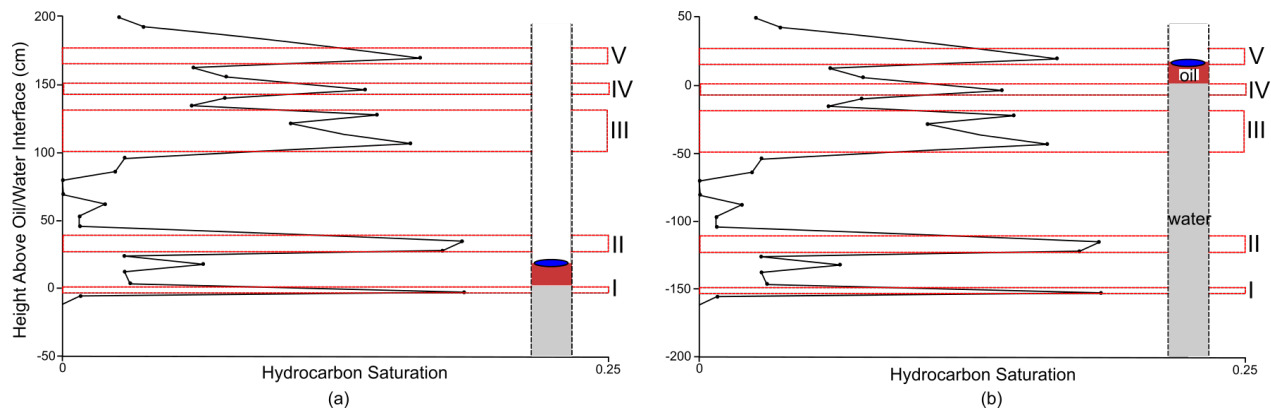 Height Above Oil/Water Interface (cm)
200
150
100
50
0
-50
V
IV
III
II
I
0
0.25
Hydrocarbon Saturation
(a)
50
0
-50
-100
-150
-200
oil
water
V
IV
III
II
I
0
0.25
Hydrocarbon Saturation
(b)